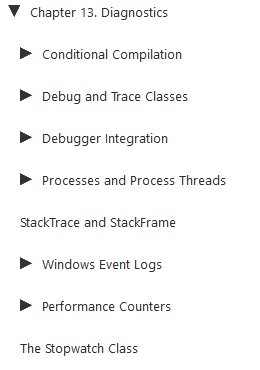 Chapter 13. Diagnostics
Conditional Compilation
Debug and Trace Classes
Debugger Integration
Processes and Process Threads
StackTrace and StackFrame
Windows Event Logs
Performance Counters
The Stopwatch Class